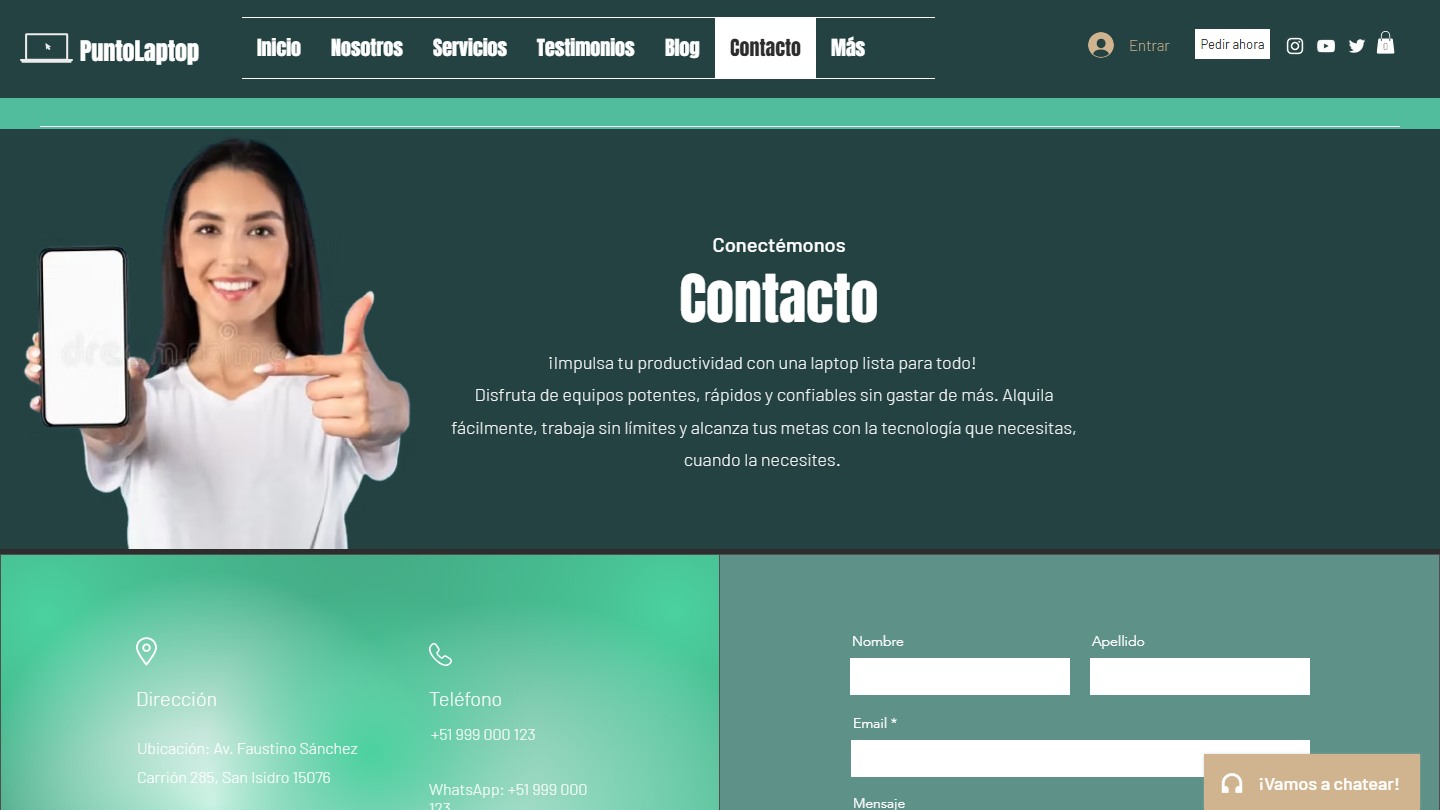 PuntoLaptop
Inicio Nosotros Servicios Testimonios Blog Contacto Más
Entrar
Pedir ahora
0
Conectémonos
Contacto
¡Impulsa tu productividad con una laptop lista para todo!
Disfruta de equipos potentes, rápidos y confiables sin gastar de más. Alquila
fácilmente, trabaja sin límites y alcanza tus metas con la tecnología que necesitas,
cuando la necesites.
Dirección
Ubicación: Av. Faustino Sánchez
Carrión 285, San Isidro 15076
Teléfono
+51 999 000 123
WhatsApp: +51 999 000
123
Nombre
Apellido
Email *
Mensaje
¡Vamos a chatear!